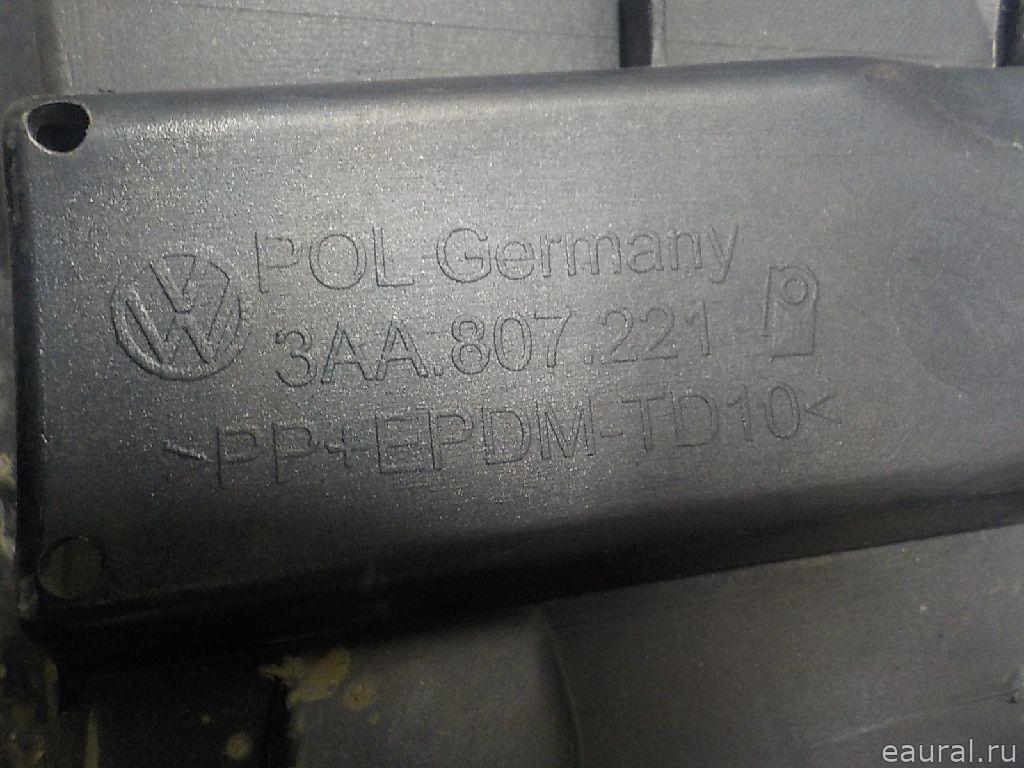 POL Germany
3AA.807.221
>PP+EPDM-TD10<
eaural.ru